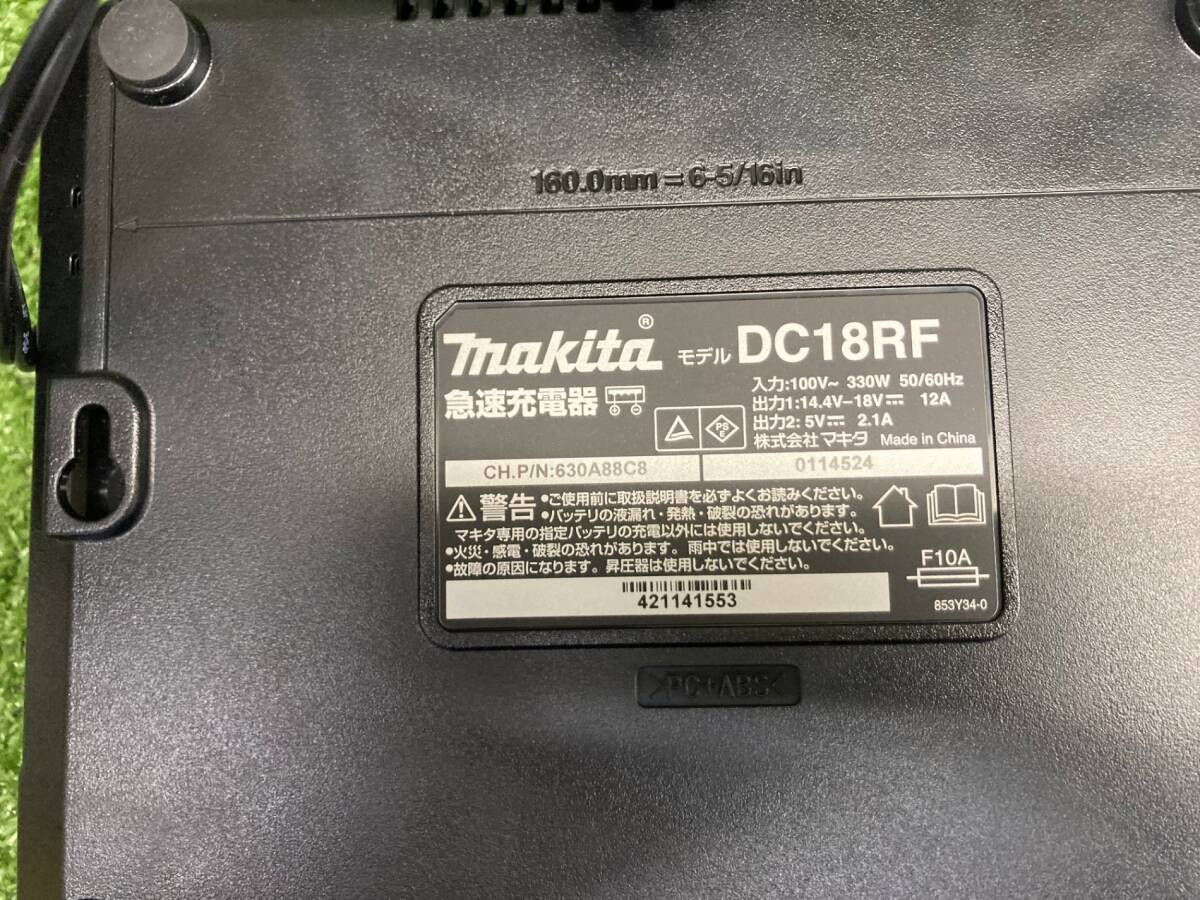 160.0mm=6-5/16in
makita® モデル DC18RF
急速充電器
入力:100V~ 330W 50/60Hz
出力1:14.4V-18V⎓ 12A
出力2:5V⎓ 2.1A
株式会社マキタ Made in China
PS
E
CH.P/N:630A88C8
0114524
警告 •ご使用前に取扱説明書を必ずよくお読みください。
•バッテリの液漏れ・発熱・破裂の恐れがあります。
マキタ専用の指定バッテリの充電以外には使用しないでください。
•火災・感電・破裂の恐れがあります。雨中では使用しないでください。
•故障の原因になります。昇圧器は使用しないでください。
F10A
421141553
853Y34-0
>PC+ABS<